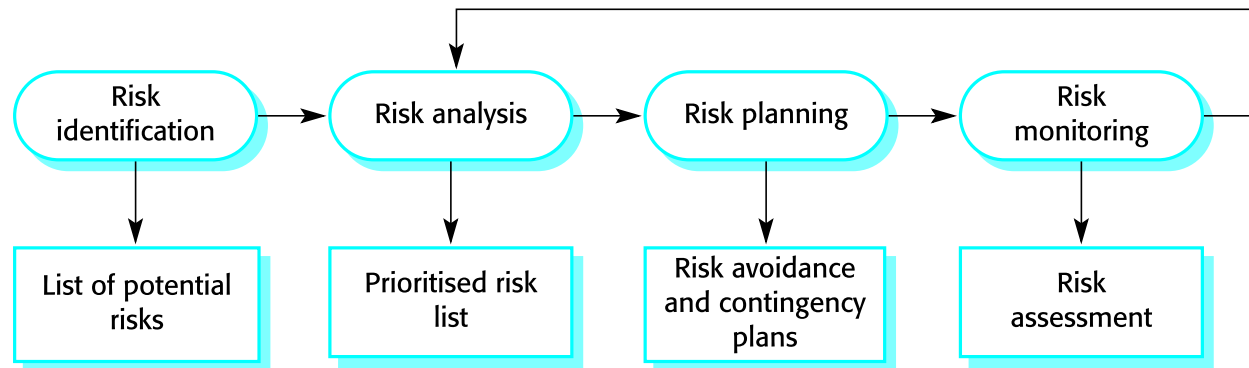 Risk
identification
Risk analysis
Risk planning
Risk
monitoring
List of potential
risks
Prioritised risk
list
Risk avoidance
and contingency
plans
Risk
assessment